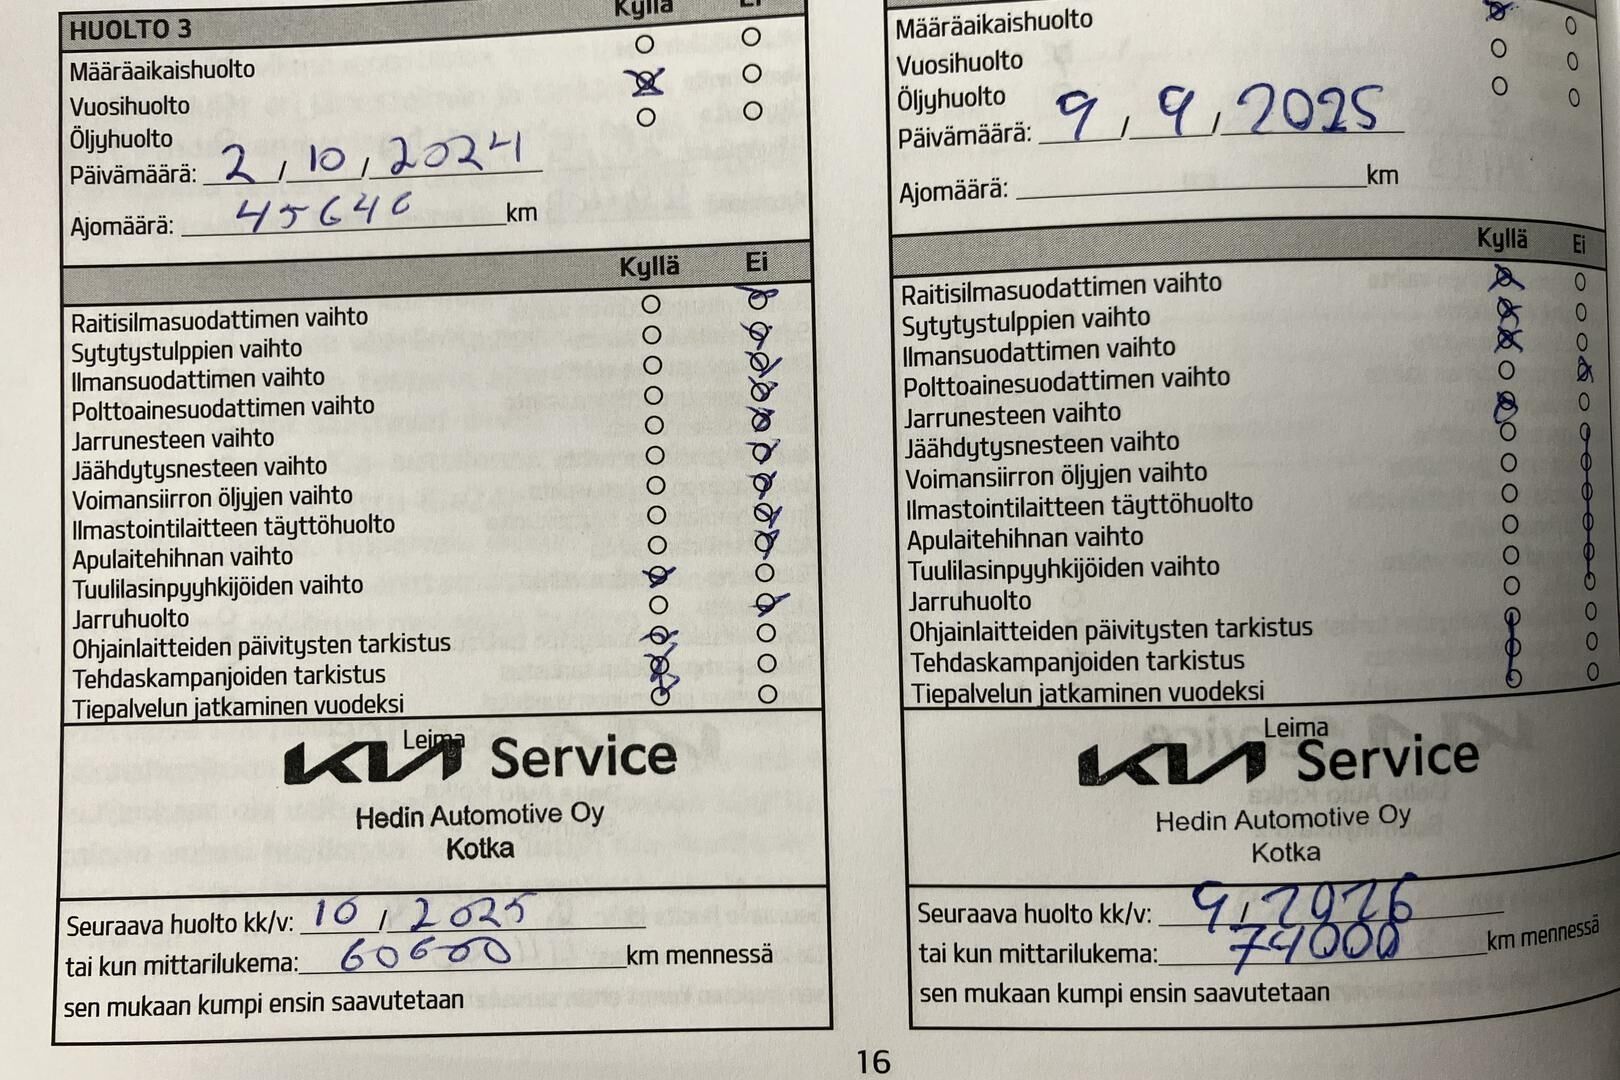 HUOLTO 3
Kyllä Ei
Määräaikaishuolto
Vuosihuolto
Öljyhuolto
Päivämäärä: 2 / 10 / 2024
Ajomäärä: 45640 km
Kyllä Ei
Raitisilmasuodattimen vaihto
Sytytystulppien vaihto
Ilmansuodattimen vaihto
Polttoainesuodattimen vaihto
Jarrunesteen vaihto
Jäähdytysnesteen vaihto
Voimansiirron öljyjen vaihto
Ilmastointilaitteen täyttöhuolto
Apulaitehihnan vaihto
Tuulilasinpyyhkijöiden vaihto
Jarruhuolto
Ohjainlaitteiden päivitysten tarkistus
Tehdaskampanjoiden tarkistus
Tiepalvelun jatkaminen vuodeksi
Leima
KIA Service
Hedin Automotive Oy
Kotka
Seuraava huolto kk/v: 10 / 2025
tai kun mittarilukema: 60600 km mennessä
sen mukaan kumpi ensin saavutetaan
Määräaikaishuolto
Vuosihuolto
Öljyhuolto
Päivämäärä: 9 / 9 / 2025
Ajomäärä: km
Kyllä Ei
Raitisilmasuodattimen vaihto
Sytytystulppien vaihto
Ilmansuodattimen vaihto
Polttoainesuodattimen vaihto
Jarrunesteen vaihto
Jäähdytysnesteen vaihto
Voimansiirron öljyjen vaihto
Ilmastointilaitteen täyttöhuolto
Apulaitehihnan vaihto
Tuulilasinpyyhkijöiden vaihto
Jarruhuolto
Ohjainlaitteiden päivitysten tarkistus
Tehdaskampanjoiden tarkistus
Tiepalvelun jatkaminen vuodeksi
Leima
KIA Service
Hedin Automotive Oy
Kotka
Seuraava huolto kk/v: 9 / 2026
tai kun mittarilukema: 74000 km mennessä
sen mukaan kumpi ensin saavutetaan
16